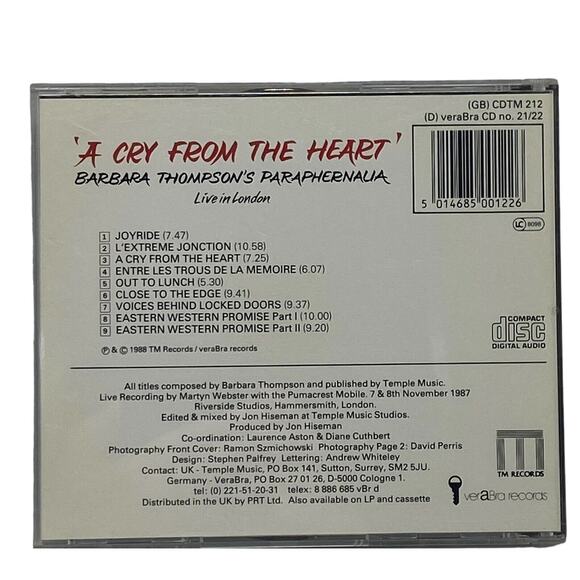 (GB) CDTM 212
(D) veraBra CD no. 21/22
'A CRY FROM THE HEART'
BARBARA THOMPSON'S PARAPHERNALIA
Live in London
5 014685 001226
LC 8098
1 JOYRIDE (7.47)
2 L'EXTREME JONCTION (10.58)
3 A CRY FROM THE HEART (7.25)
4 ENTRE LES TROUS DE LA MEMOIRE (6.07)
5 OUT TO LUNCH (5.30)
6 CLOSE TO THE EDGE (9.41)
7 VOICES BEHIND LOCKED DOORS (9.37)
8 EASTERN WESTERN PROMISE Part I (10.00)
9 EASTERN WESTERN PROMISE Part II (9.20)
℗ & © 1988 TM Records / veraBra records
COMPACT
disc
DIGITAL AUDIO
All titles composed by Barbara Thompson and published by Temple Music.
Live Recording by Martyn Webster with the Pumacrest Mobile. 7 & 8th November 1987
Riverside Studios, Hammersmith, London.
Edited & mixed by Jon Hiseman at Temple Music Studios.
Produced by Jon Hiseman
Co-ordination: Laurence Aston & Diane Cuthbert
Photography Front Cover: Ramon Szmichowski Photography Page 2: David Perris
Design: Stephen Palfrey Lettering: Andrew Whiteley
Contact: UK - Temple Music, PO Box 141, Sutton, Surrey, SM2 5JU.
Germany - VeraBra, PO Box 27 01 26, D-5000 Cologne 1.
tel: (0) 221-51-20-31 telex: 8 886 685 vBr d
Distributed in the UK by PRT Ltd. Also available on LP and cassette
TM RECORDS
veraBra records